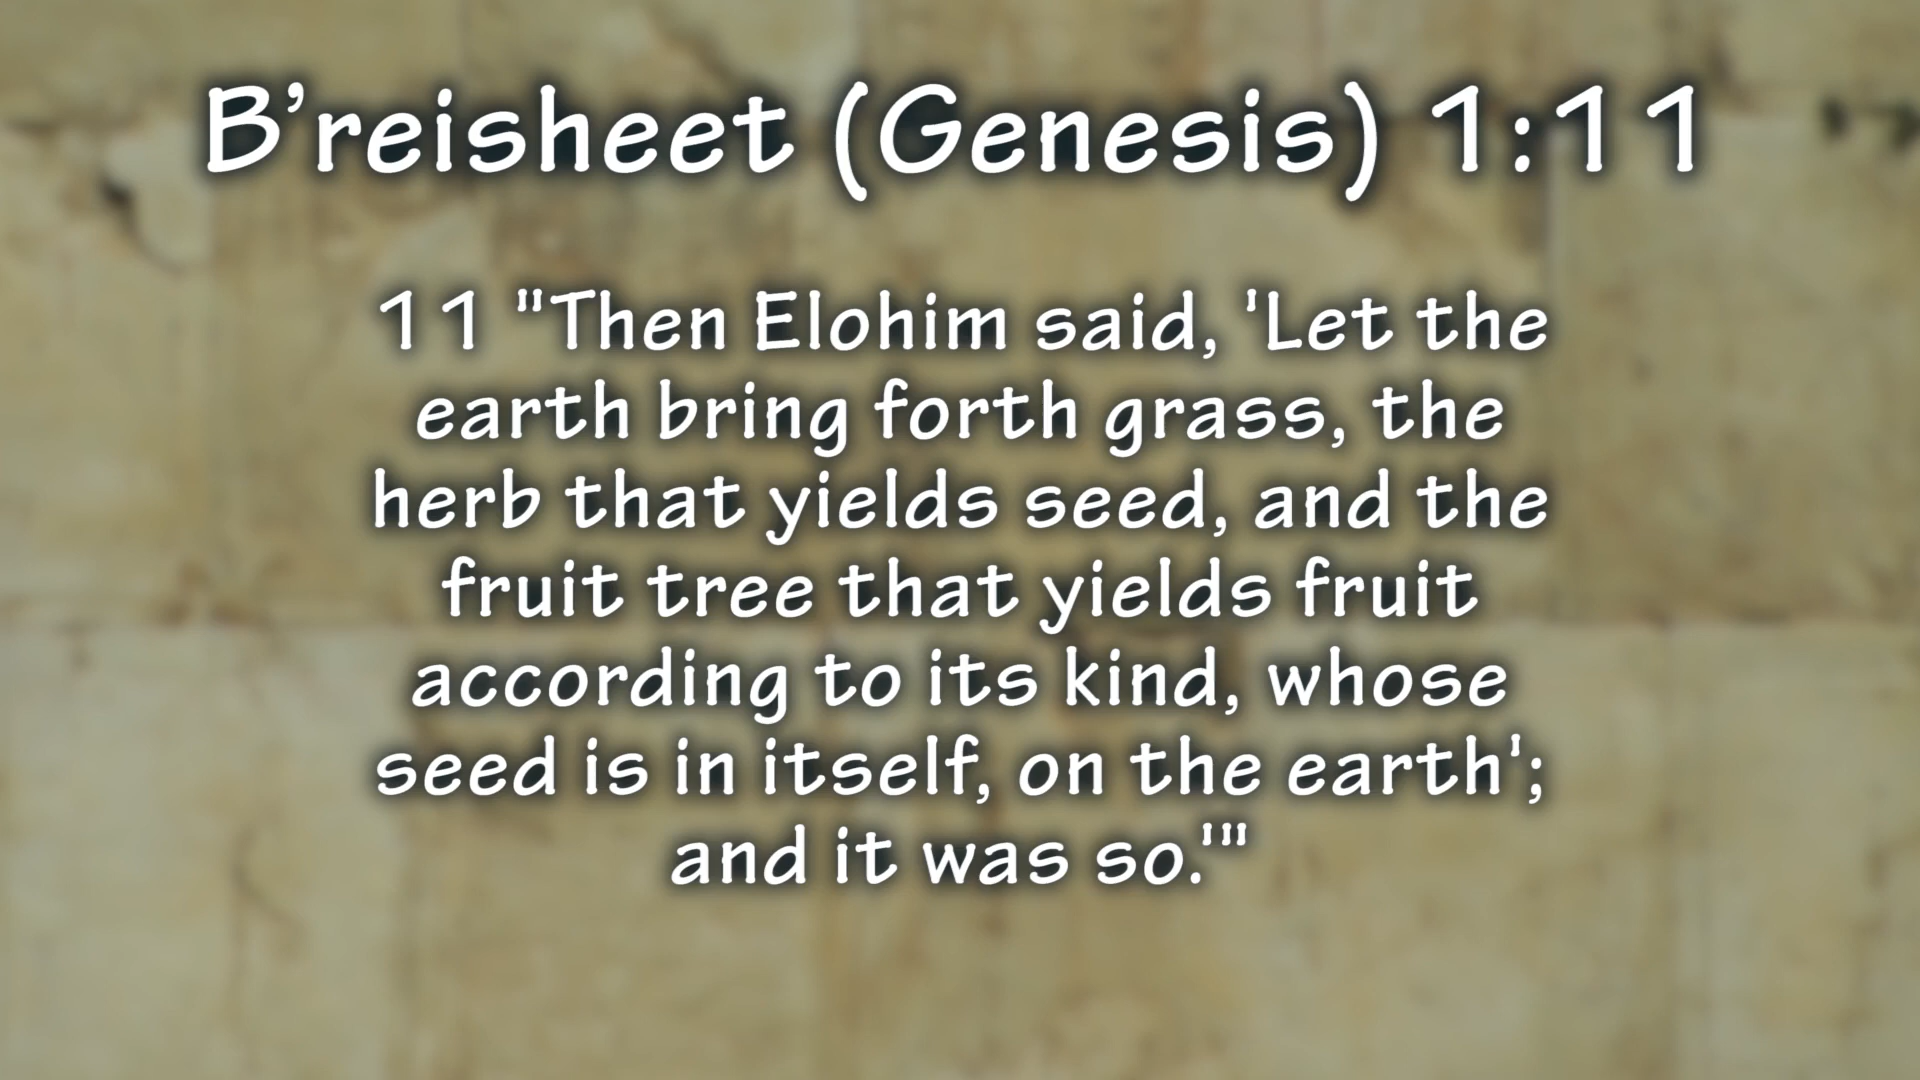 B’reisheet (Genesis) 1:11
11 "Then Elohim said, 'Let the
earth bring forth grass, the
herb that yields seed, and the
fruit tree that yields fruit
according to its kind, whose
seed is in itself, on the earth';
and it was so.'"